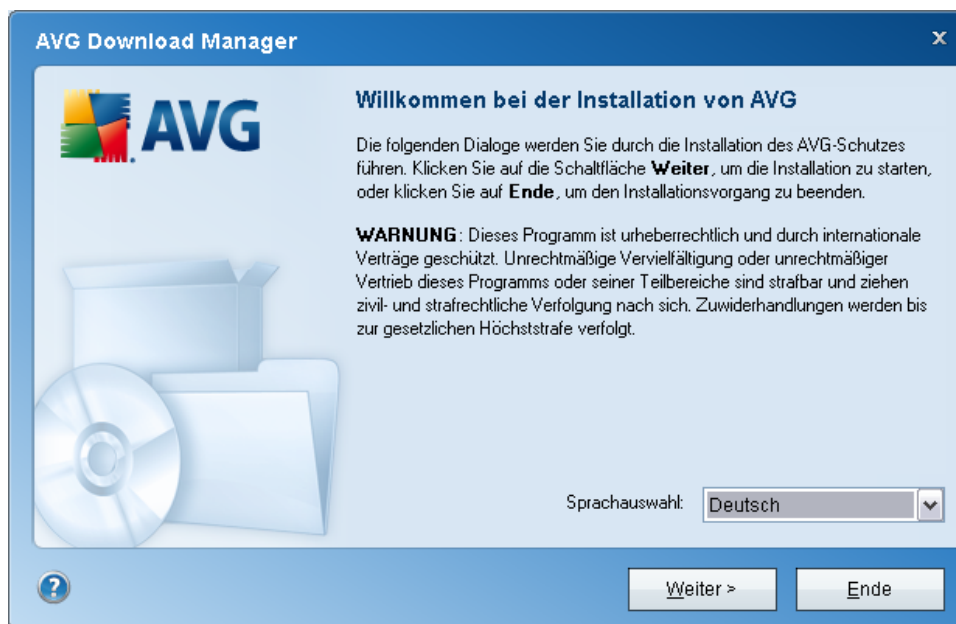 AVG Download Manager
x
AVG
Willkommen bei der Installation von AVG
Die folgenden Dialoge werden Sie durch die Installation des AVG-Schutzes
führen. Klicken Sie auf die Schaltfläche Weiter, um die Installation zu starten,
oder klicken Sie auf Ende, um den Installationsvorgang zu beenden.
WARNUNG: Dieses Programm ist urheberrechtlich und durch internationale
Verträge geschützt. Unrechtmäßige Vervielfältigung oder unrechtmäßiger
Vertrieb dieses Programms oder seiner Teilbereiche sind strafbar und ziehen
zivil- und strafrechtliche Verfolgung nach sich. Zuwiderhandlungen werden bis
zur gesetzlichen Höchststrafe verfolgt.
Sprachauswahl: Deutsch
?
Weiter >
Ende